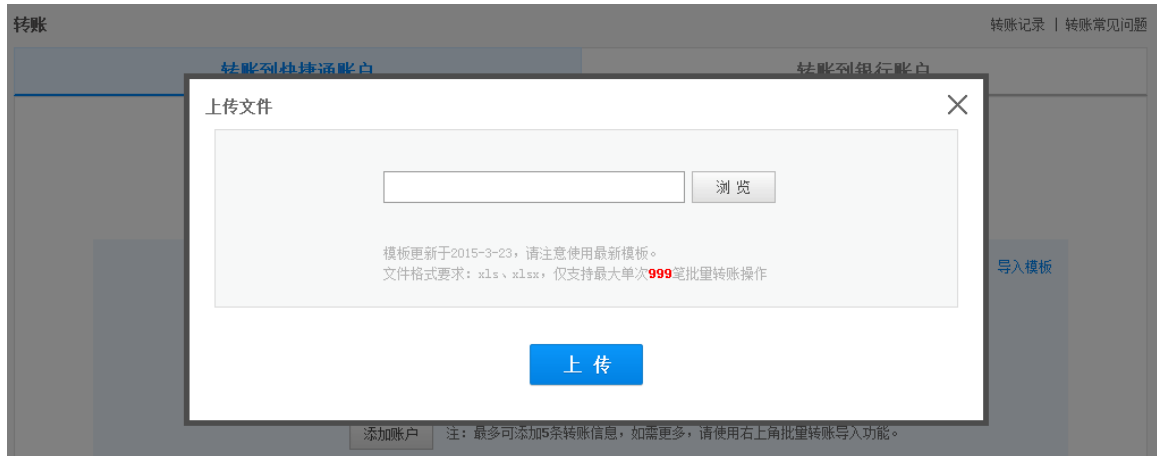 转账
转账记录 | 转账常见问题
转账到快捷通账户
转账到银行账户
上传文件
浏 览
模板更新于2015-3-23，请注意使用最新模板。
文件格式要求：xls、xlsx，仅支持最大单次999笔批量转账操作
导入模板
上 传
添加账户 注：最多可添加5条转账信息，如需更多，请使用右上角批量转账导入功能。